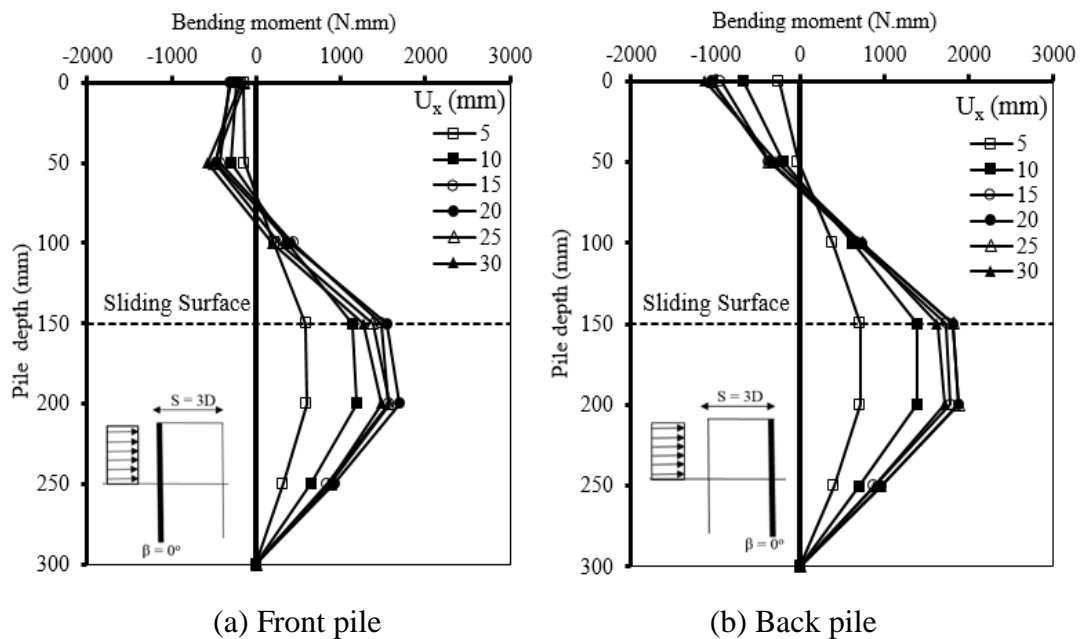 Bending moment (N.mm)
-2000 -1000 0 1000 2000 3000
0
50
100
150
200
250
300
Pile depth (mm)
Uₓ (mm)
5
10
15
20
25
30
Sliding Surface
S = 3D
β = 0º
(a) Front pile
Bending moment (N.mm)
-2000 -1000 0 1000 2000 3000
0
50
100
150
200
250
300
Pile depth (mm)
Uₓ (mm)
5
10
15
20
25
30
Sliding Surface
S = 3D
β = 0º
(b) Back pile